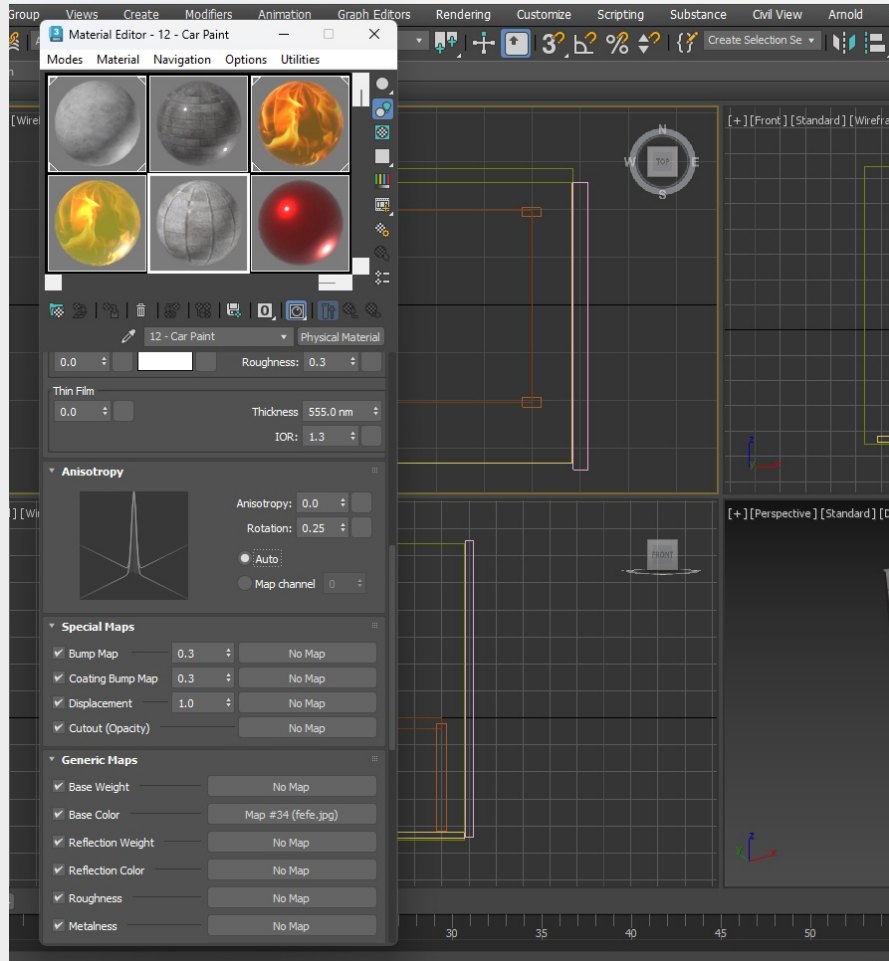 Group Views Create Modifiers Animation Graph Editors Rendering Customize Scripting Substance Civil View Arnold
Material Editor - 12 - Car Paint
Create Selection Se
Modes Material Navigation Options Utilities
[+][Front][Standard][Wirefra
N
W TOP E
S
12 - Car Paint Physical Material
0.0 Roughness: 0.3
Thin Film
0.0 Thickness 555.0 nm
IOR: 1.3
Anisotropy
Anisotropy: 0.0
Rotation: 0.25
Auto
Map channel 0
[+][Perspective][Standard][D
FRONT
Special Maps
Bump Map 0.3 No Map
Coating Bump Map 0.3 No Map
Displacement 1.0 No Map
Cutout (Opacity) No Map
Generic Maps
Base Weight No Map
Base Color Map #34 (fefe.jpg)
Reflection Weight No Map
Reflection Color No Map
Roughness No Map
Metalness No Map
30 35 40 45 50